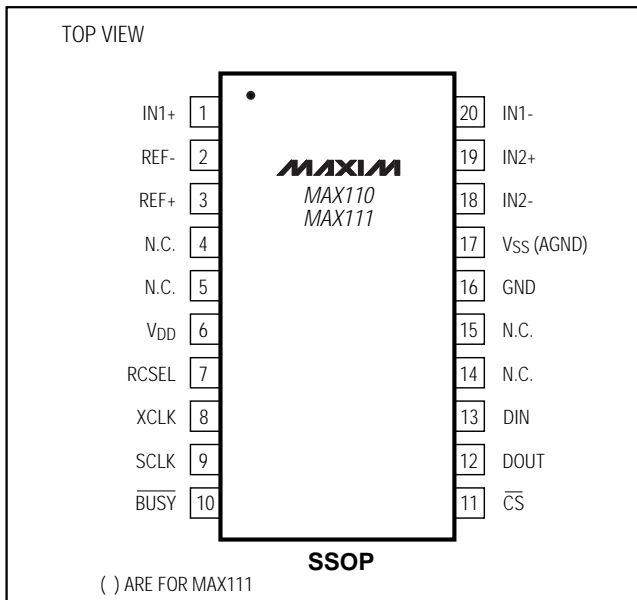 TOP VIEW
IN1+ 1
REF- 2
REF+ 3
N.C. 4
N.C. 5
VDD 6
RCSEL 7
XCLK 8
SCLK 9
BUSY 10
MAXIM
MAX110
MAX111
20 IN1-
19 IN2+
18 IN2-
17 VSS (AGND)
16 GND
15 N.C.
14 N.C.
13 DIN
12 DOUT
11 CS
SSOP
( ) ARE FOR MAX111